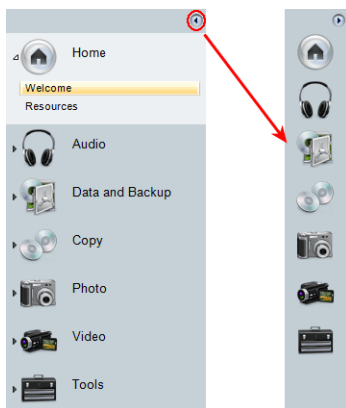 Home
Welcome
Resources
Audio
Data and Backup
Copy
Photo
Video
Tools